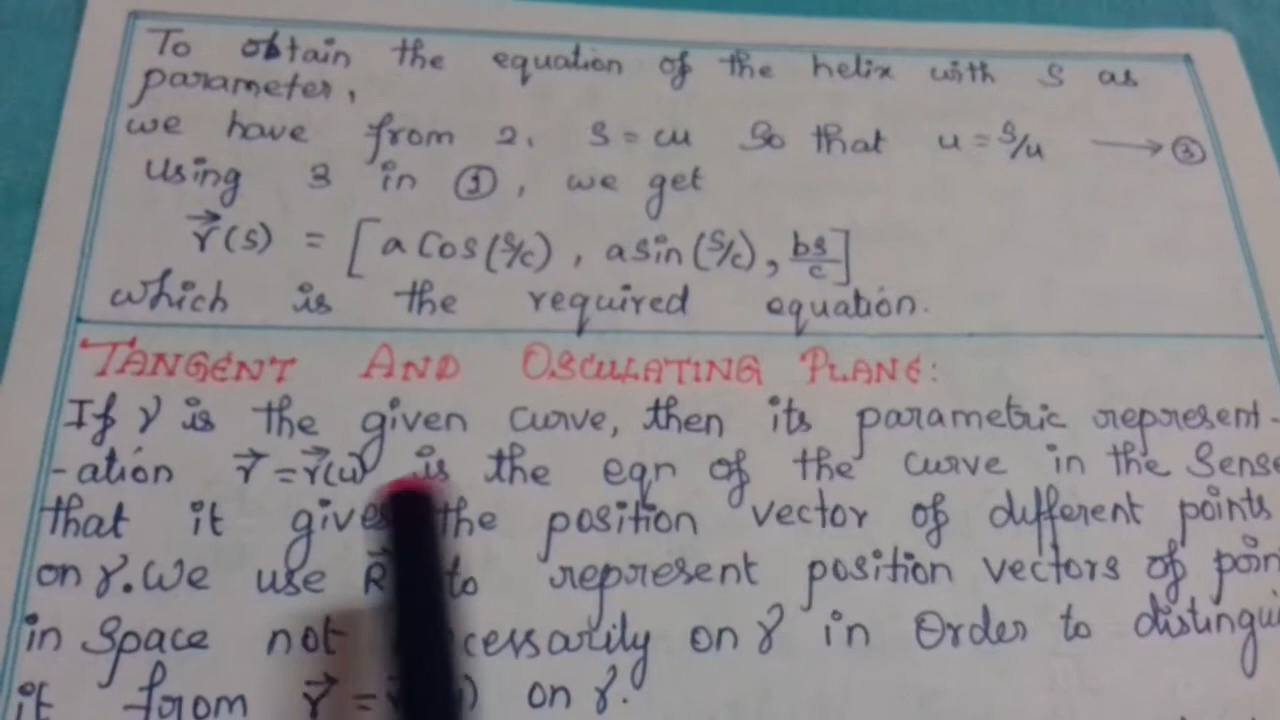 To obtain the equation of the helix with S as
parameter,
we have from 2, S = cu So that u = S/u → ③
using 3 in ①, we get
r⃗(s) = [a cos(s/c), a sin(s/c), bs/c]
which is the required equation.
TANGENT AND OSCULATING PLANE:
If γ is the given curve, then its parametric represent-
-ation r⃗ = r⃗(u) is the eqn of the curve in the Sense
that it gives the position vector of different points
on γ. We use R⃗ to represent position vectors of
in Space not on γ in Order to
it from r⃗ = on γ.